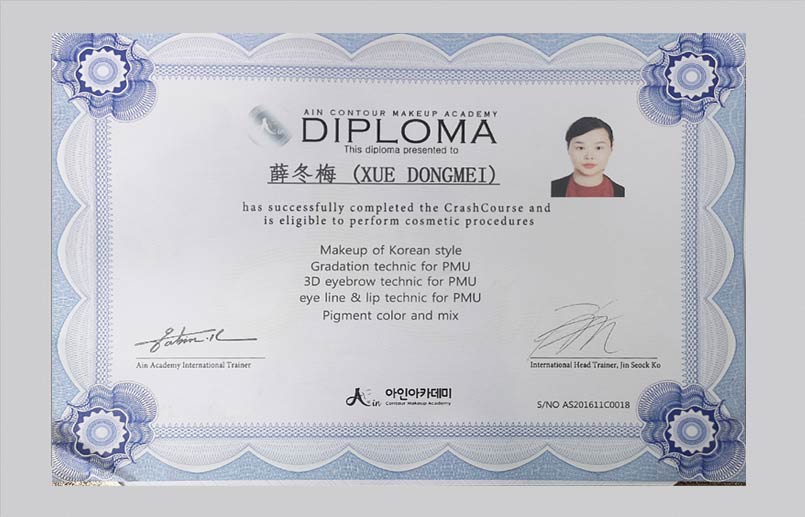 AIN CONTOUR MAKEUP ACADEMY
DIPLOMA
This diploma presented to
薛冬梅 (XUE DONGMEI)
has successfully completed the CrashCourse and
is eligible to perform cosmetic procedures
Makeup of Korean style
Gradation technic for PMU
3D eyebrow technic for PMU
eye line & lip technic for PMU
Pigment color and mix
Ain Academy International Trainer
International Head Trainer, Jin Seock Ko
Ain 아인아카데미
Contour Makeup Academy
S/NO AS201611C0018